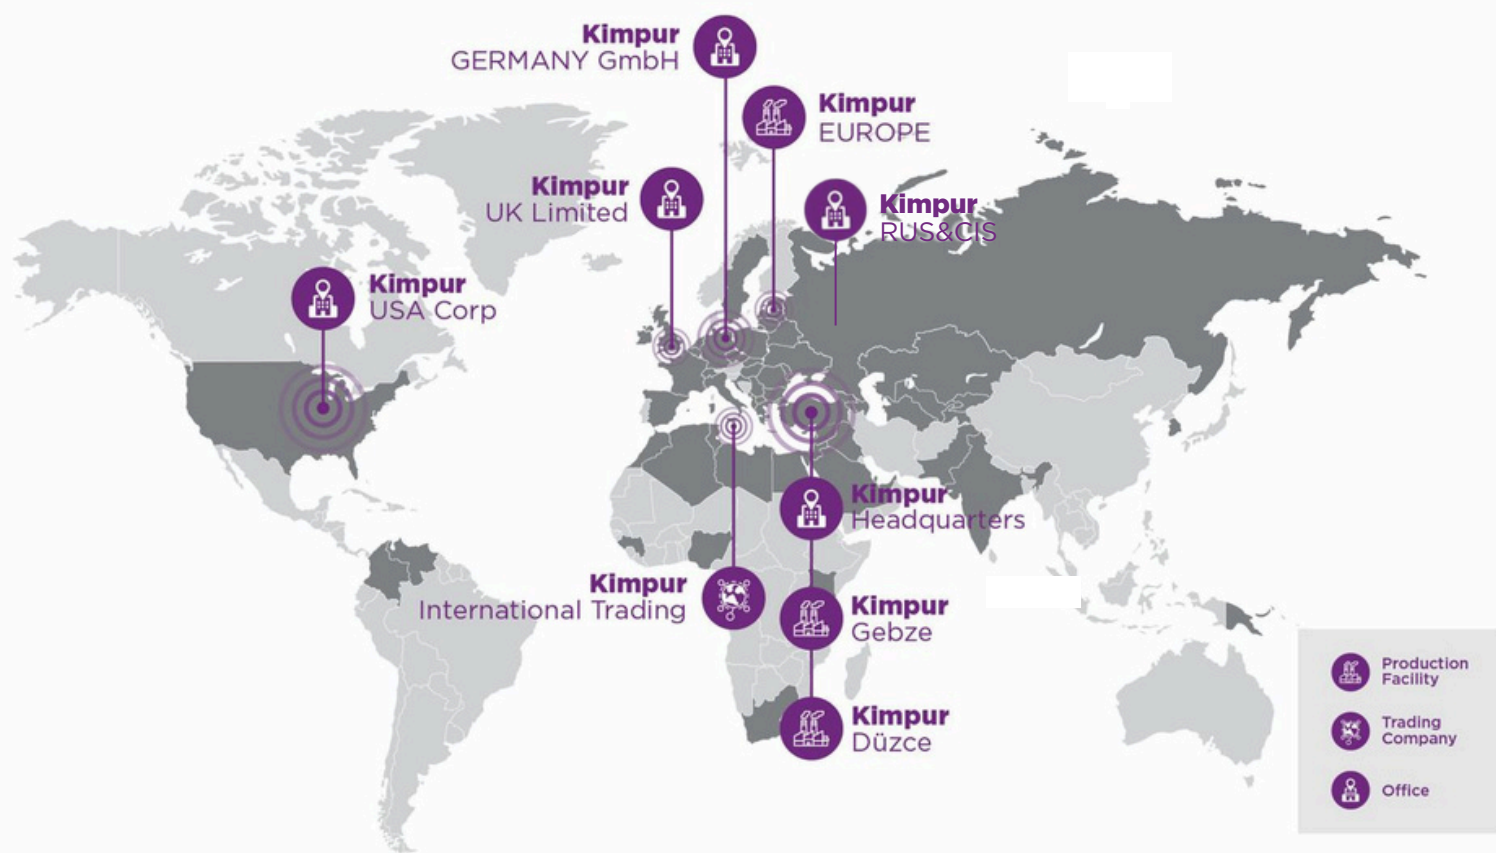 Kimpur
GERMANY GmbH
Kimpur
EUROPE
Kimpur
UK Limited
Kimpur
RUS&CIS
Kimpur
USA Corp
Kimpur
Headquarters
Kimpur
International Trading
Kimpur
Gebze
Kimpur
Düzce
Production
Facility
Trading
Company
Office